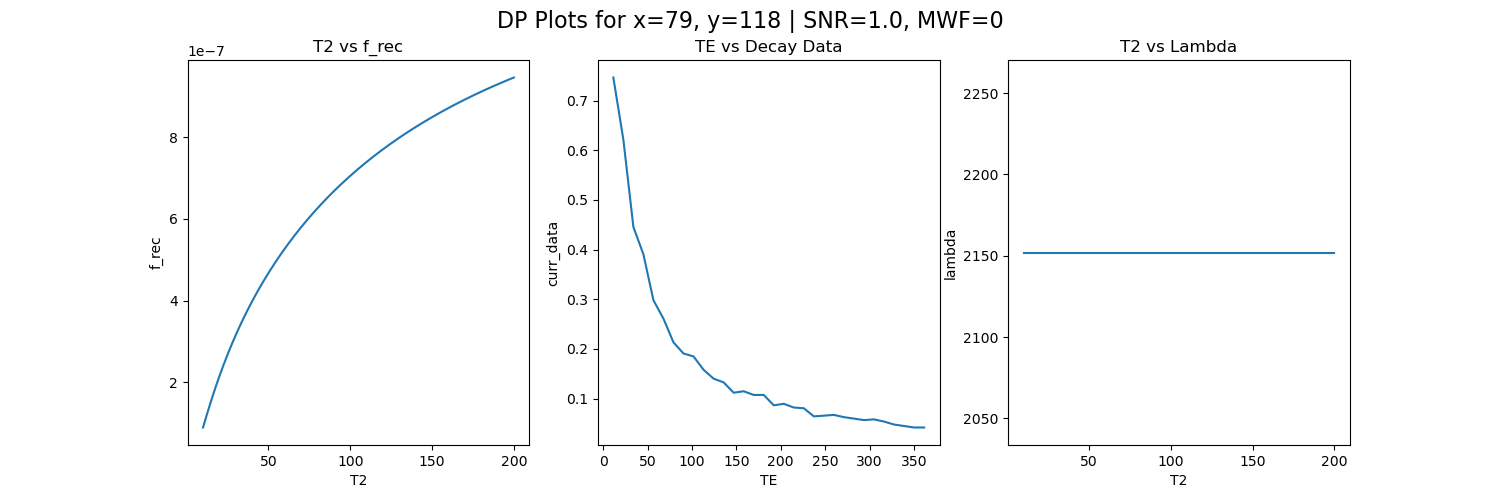 DP Plots for x=79, y=118 | SNR=1.0, MWF=0
T2 vs f_rec
1e−7
8
6
4
2
f_rec
50
100
150
200
T2
TE vs Decay Data
0.7
0.6
0.5
0.4
0.3
0.2
0.1
curr_data
0
50
100
150
200
250
300
350
TE
T2 vs Lambda
2250
2200
2150
2100
2050
lambda
50
100
150
200
T2